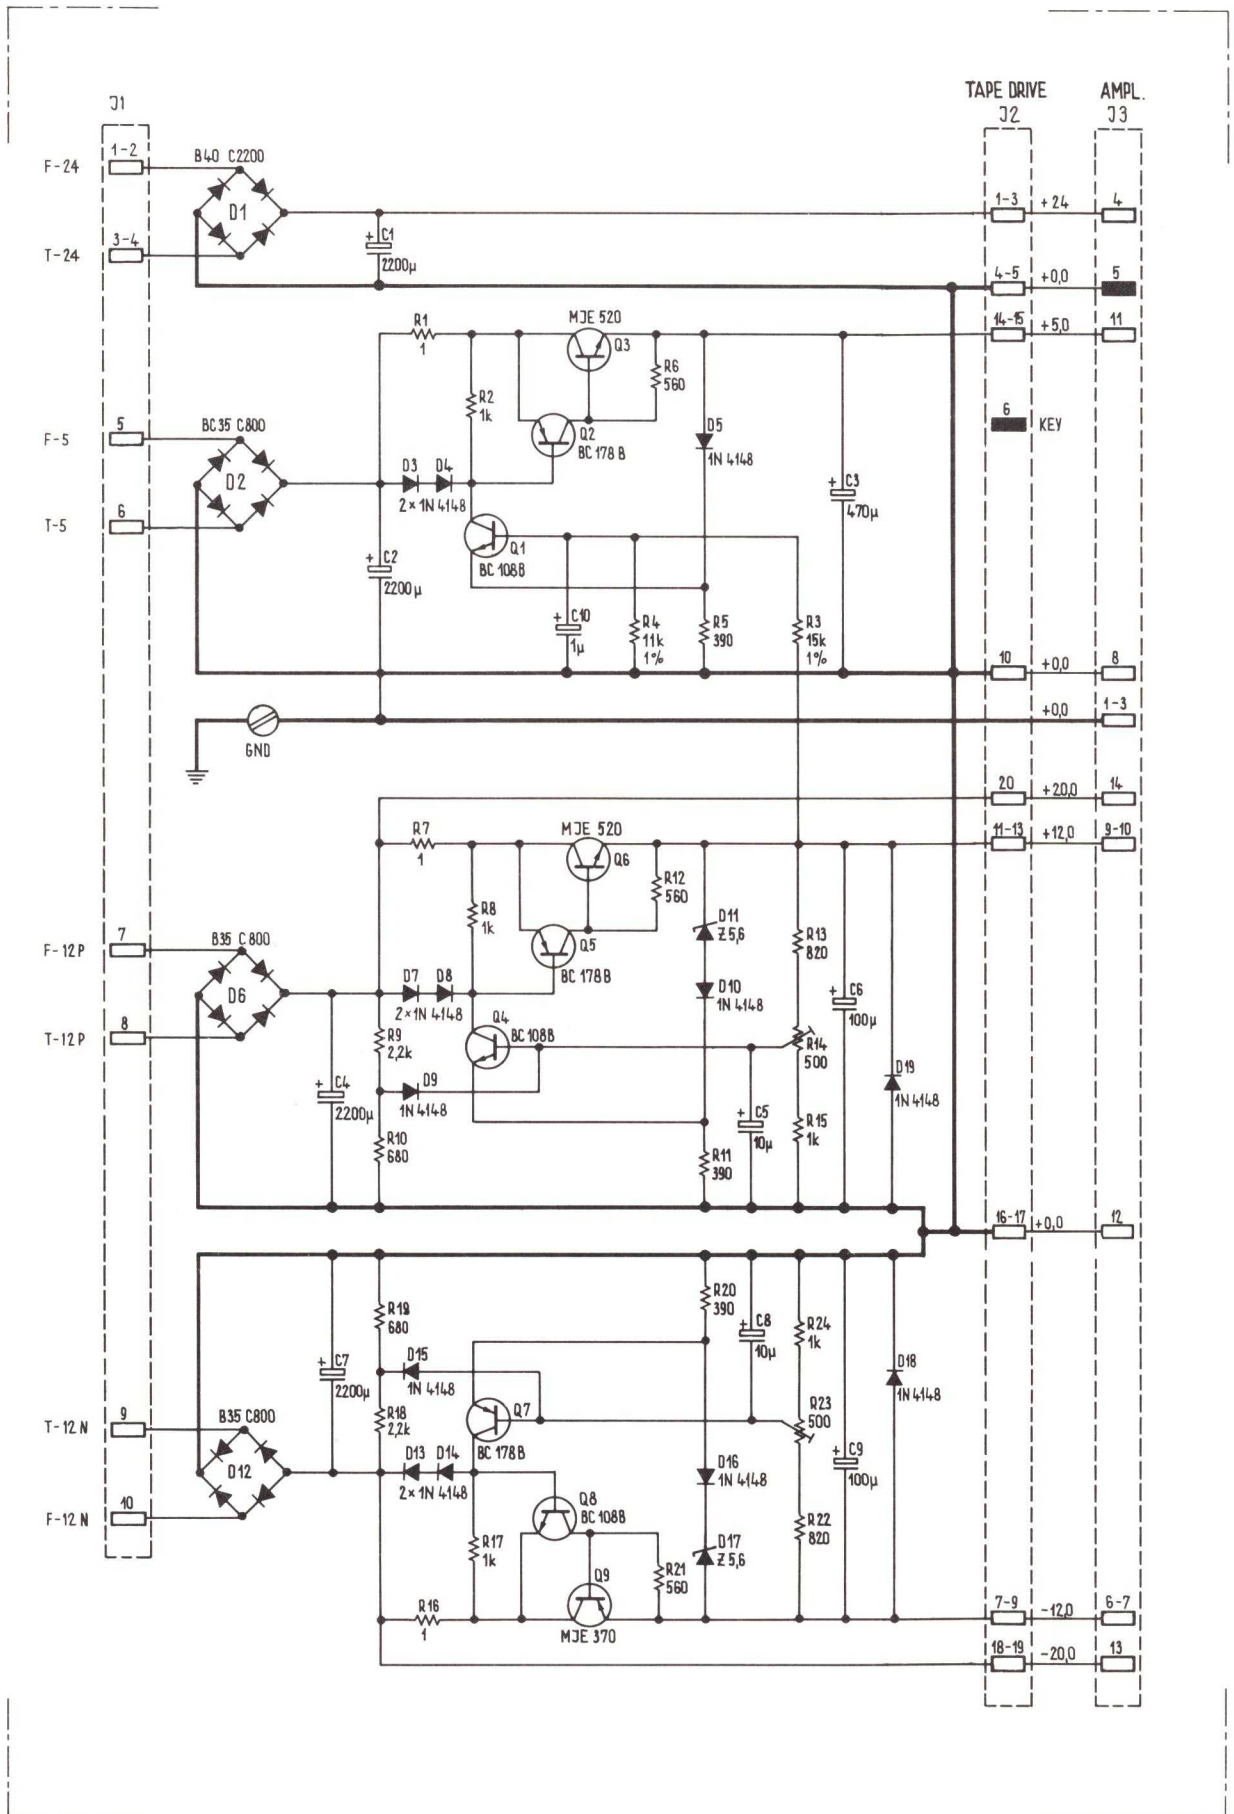 TAPE DRIVE AMPL.
J1 J2 J3
F-24 1-2 B40 C2200
D1 1-3 +24 4
T-24 3-4 + C1
2200µ
4-5 +0,0 5
R1 MJE 520 14-15 +5,0 11
1 Q3
R6
560
R2
1k
6 KEY
F-5 5 BC35 C800 Q2 D5
BC 178 B 1N 4148
D2 D3 D4 + C3
2×1N 4148 470µ
T-5 6
Q1
+ C2 BC 108B
2200µ
+ C10 R4 R5 R3
1µ 11k 390 15k
1% 1%
10 +0,0 8
+0,0 1-3
GND
20 +20,0 14
R7 MJE 520 11-13 +12,0 9-10
1 Q6
R12
560
R8 D11
1k Z 5,6
F-12P 7 B35 C800 Q5 R13
BC 178B 820
D6 D7 D8 D10 + C6
2×1N 4148 1N 4148 100µ
T-12P 8 Q4
R9 BC 108B R14
2,2k 500
D9 D19
+ C4 1N 4148 1N 4148
2200µ + C5 R15
10µ 1k
R10 R11
680 390
16-17 +0,0 12
R19 R20
680 390
+ C8 R24
10µ 1k
+ C7 D15 D18
2200µ 1N 4148 1N 4148
T-12N 9 B35 C800 R18 Q7 R23
2,2k BC 178B 500
D12 D13 D14 D16 + C9
2×1N 4148 1N 4148 100µ
F-12N 10 Q8
BC 108B
R17 D17 R22
1k Z 5,6 820
Q9 R21
560
R16 7-9 -12,0 6-7
1 MJE 370
18-19 -20,0 13